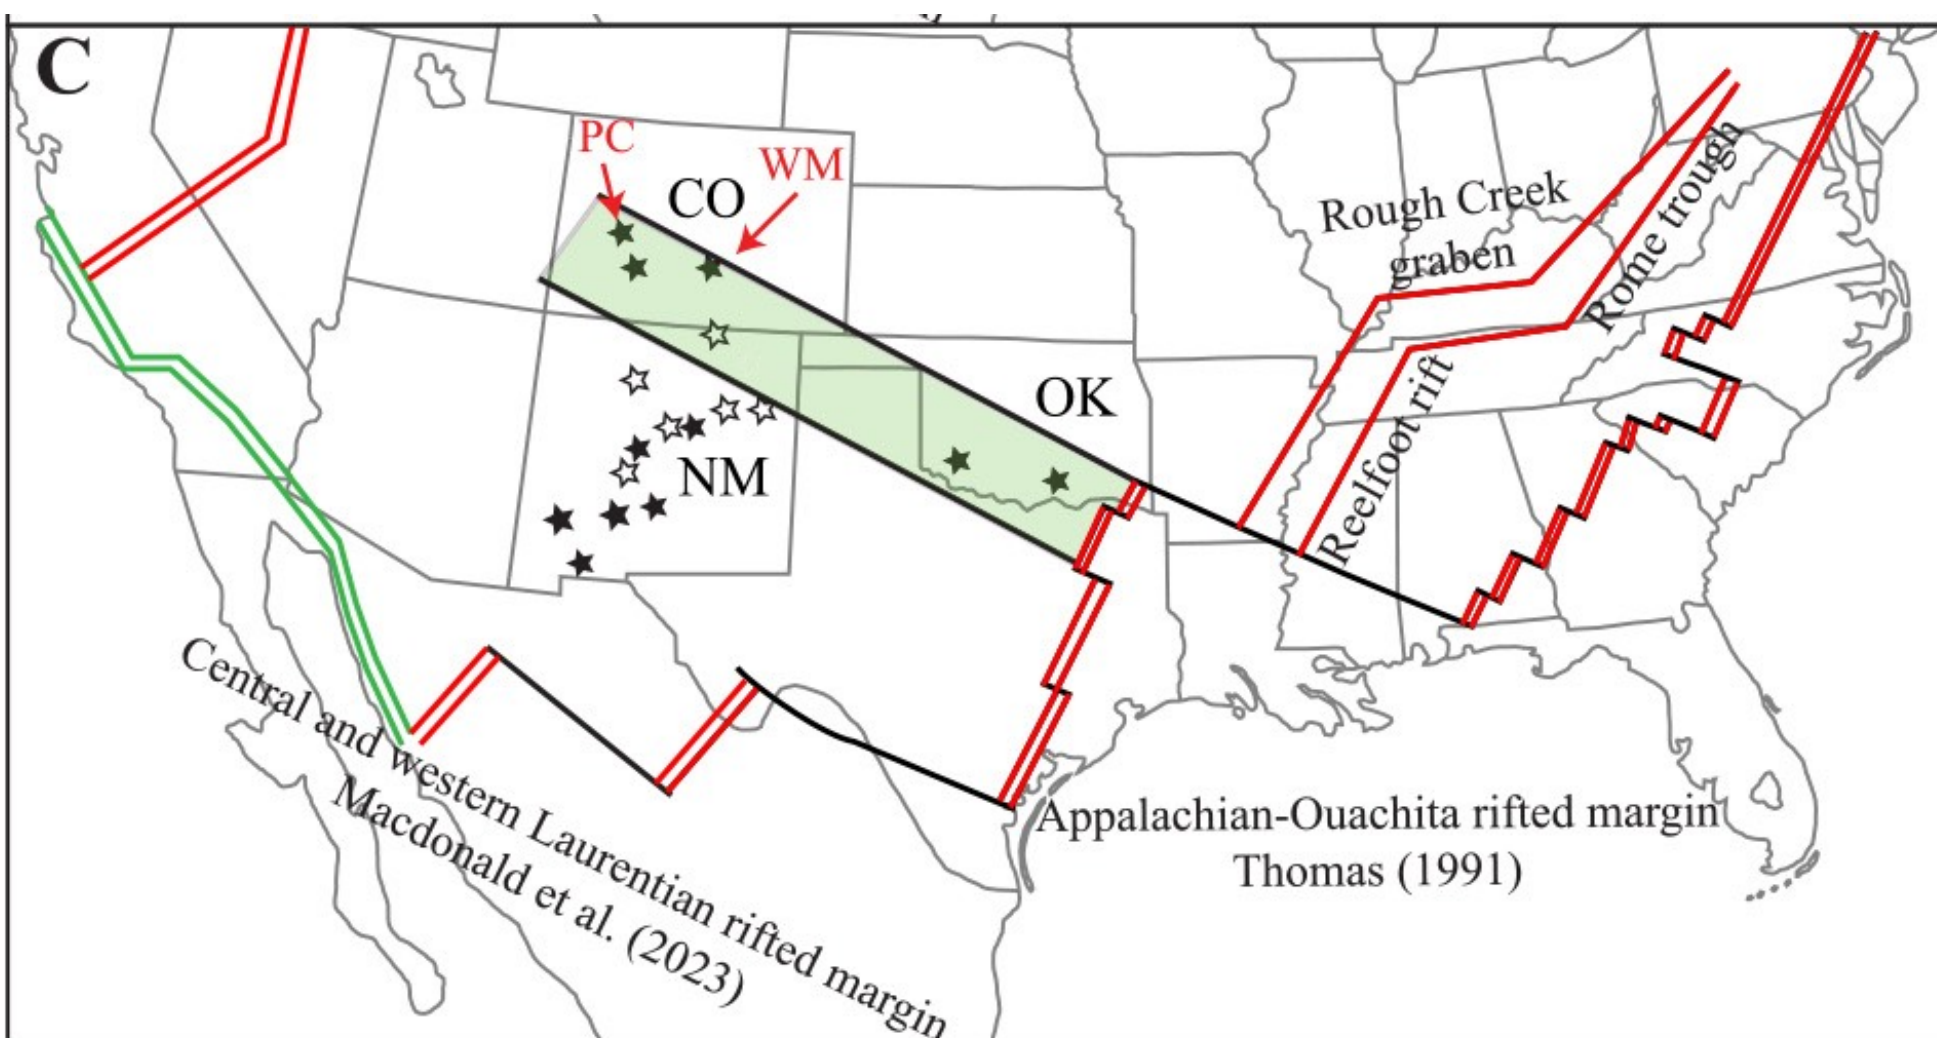 C
PC
WM
CO
Rough Creek
graben
Rome trough
OK
Reelfoot rift
NM
Central and western Laurentian rifted margin
Macdonald et al. (2023)
Appalachian-Ouachita rifted margin
Thomas (1991)